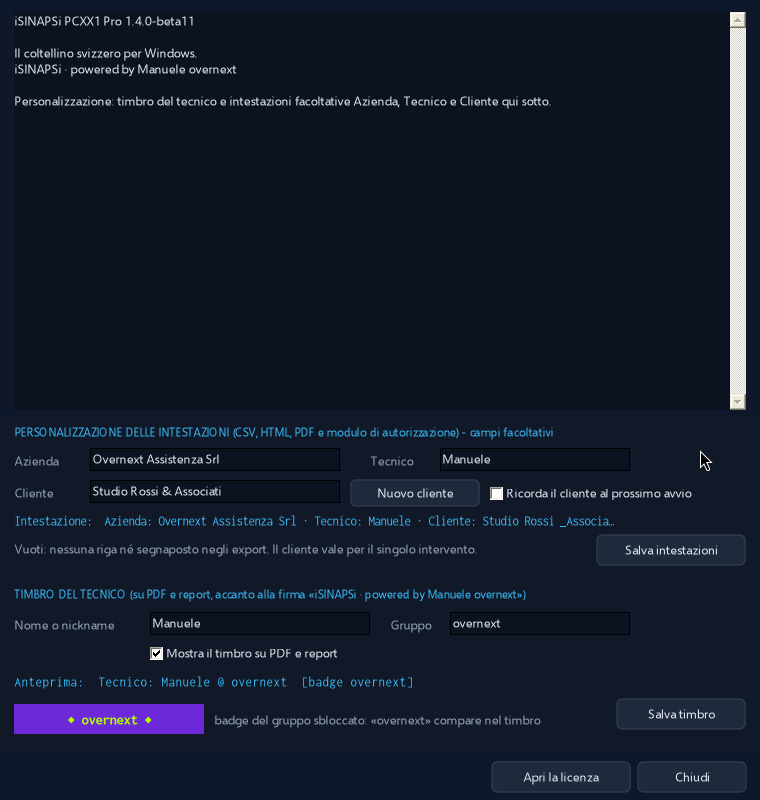 iSINAPSi PCXX1 Pro 1.4.0-beta11
Il coltellino svizzero per Windows.
iSINAPSi · powered by Manuele overnext
Personalizzazione: timbro del tecnico e intestazioni facoltative Azienda, Tecnico e Cliente qui sotto.
PERSONALIZZAZIONE DELLE INTESTAZIONI (CSV, HTML, PDF e modulo di autorizzazione) - campi facoltativi
Azienda Overnext Assistenza Srl Tecnico Manuele
Cliente Studio Rossi & Associati Nuovo cliente Ricorda il cliente al prossimo avvio
Intestazione: Azienda: Overnext Assistenza Srl · Tecnico: Manuele · Cliente: Studio Rossi _Associa…
Vuoti: nessuna riga né segnaposto negli export. Il cliente vale per il singolo intervento. Salva intestazioni
TIMBRO DEL TECNICO (su PDF e report, accanto alla firma «iSINAPSi · powered by Manuele overnext»)
Nome o nickname Manuele Gruppo overnext
Mostra il timbro su PDF e report
Anteprima: Tecnico: Manuele @ overnext [badge overnext]
◆ overnext ◆ badge del gruppo sbloccato: «overnext» compare nel timbro Salva timbro
Apri la licenza Chiudi